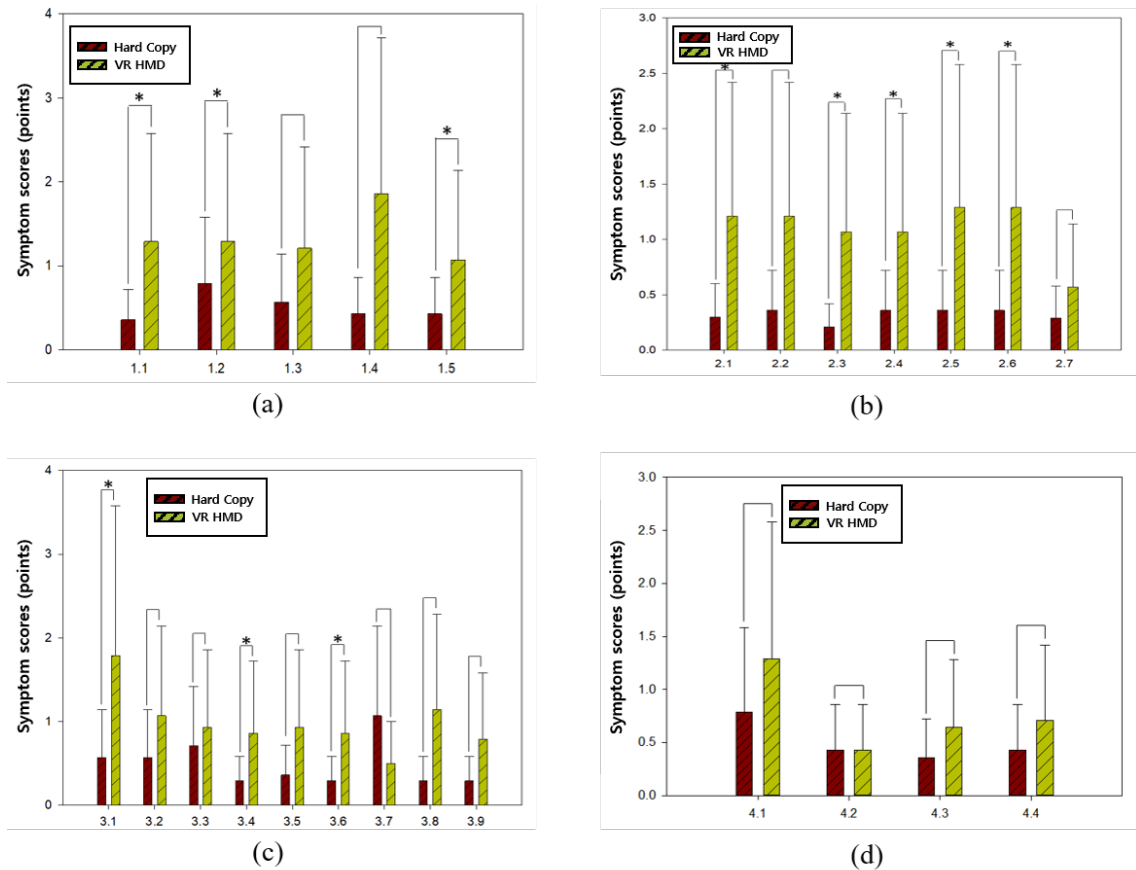 4
3
2
1
0
Symptom scores (points)
Hard Copy
VR HMD
*
*
*
1.1 1.2 1.3 1.4 1.5
(a)
3.0
2.5
2.0
1.5
1.0
0.5
0.0
Symptom scores (points)
Hard Copy
VR HMD
*
*
*
*
*
2.1 2.2 2.3 2.4 2.5 2.6 2.7
(b)
4
3
2
1
0
Symptom scores (points)
Hard Copy
VR HMD
*
*
*
3.1 3.2 3.3 3.4 3.5 3.6 3.7 3.8 3.9
(c)
3.0
2.5
2.0
1.5
1.0
0.5
0.0
Symptom scores (points)
Hard Copy
VR HMD
4.1 4.2 4.3 4.4
(d)